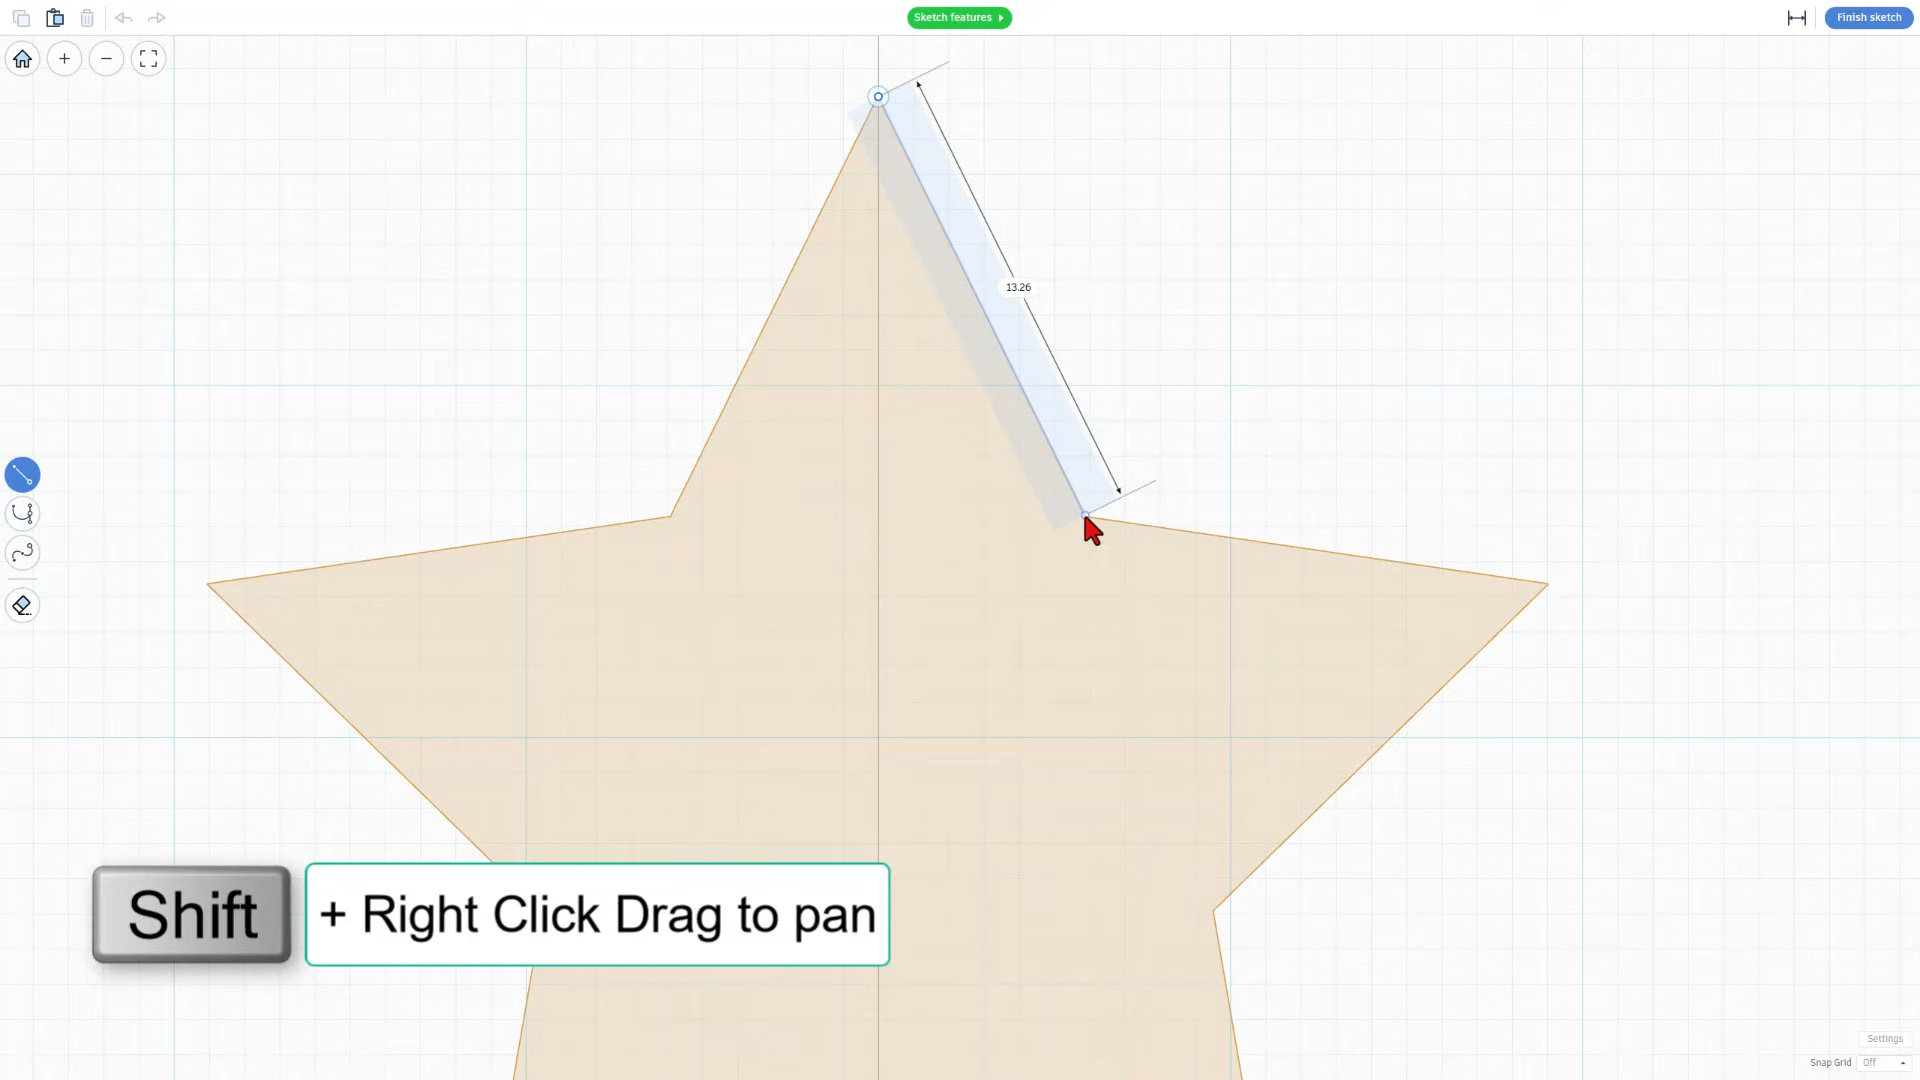 Sketch features
Finish sketch
13.26
Shift
+ Right Click Drag to pan
Settings
Snap Grid Off